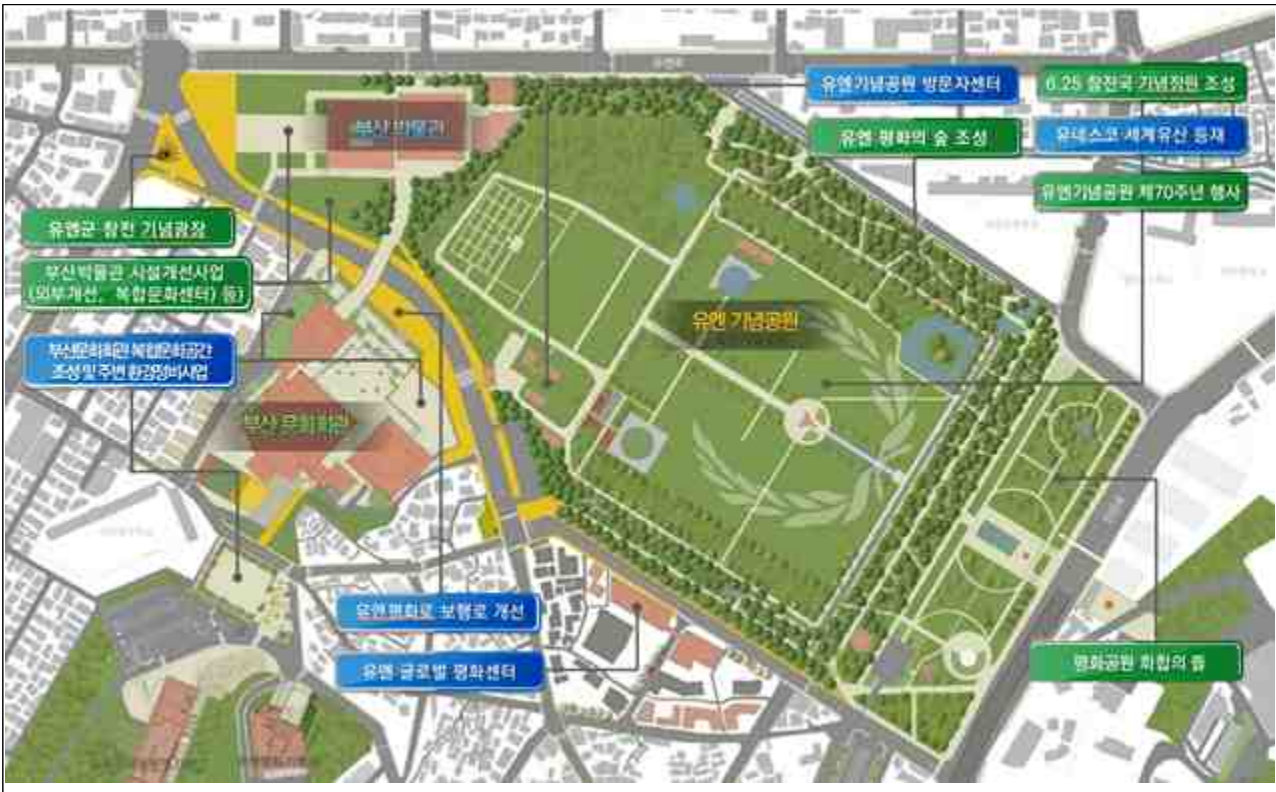 유엔로
유엔기념공원 방문자센터
6.25 참전국 기념정원 조성
부산 박물관
유엔 평화의 숲 조성
유네스코 세계유산 등재
유엔기념공원 제70주년 행사
유엔군 참전 기념광장
부산박물관 시설개선사업
(외부개선, 복합문화센터) 등)
유엔 기념공원
부산문화회관 복합문화공간
조성 및 주변 환경정비사업
부산 문화회관
유엔평화로 보행로 개선
유엔 글로벌 평화센터
평화공원 화합의 뜰